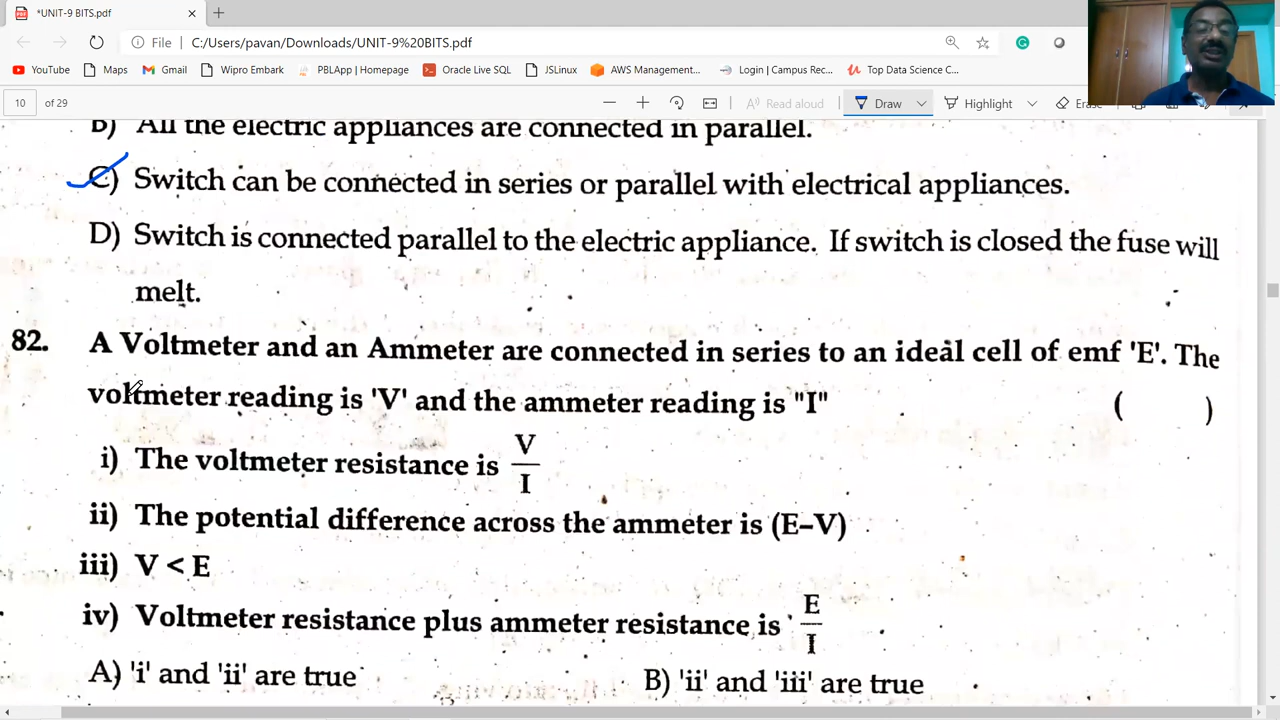 *UNIT-9 BITS.pdf
File C:/Users/pavan/Downloads/UNIT-9%20BITS.pdf
YouTube Maps Gmail Wipro Embark PBLApp | Homepage Oracle Live SQL JSLinux AWS Management... Login | Campus Rec... Top Data Science C...
10 of 29 Read aloud Draw Highlight Erase
B) All the electric appliances are connected in parallel.
C) Switch can be connected in series or parallel with electrical appliances.
D) Switch is connected parallel to the electric appliance. If switch is closed the fuse will
melt.
82. A Voltmeter and an Ammeter are connected in series to an ideal cell of emf 'E'. The
voltmeter reading is 'V' and the ammeter reading is "I" ( )
i) The voltmeter resistance is V/I
ii) The potential difference across the ammeter is (E–V)
iii) V < E
iv) Voltmeter resistance plus ammeter resistance is E/I
A) 'i' and 'ii' are true B) 'ii' and 'iii' are true